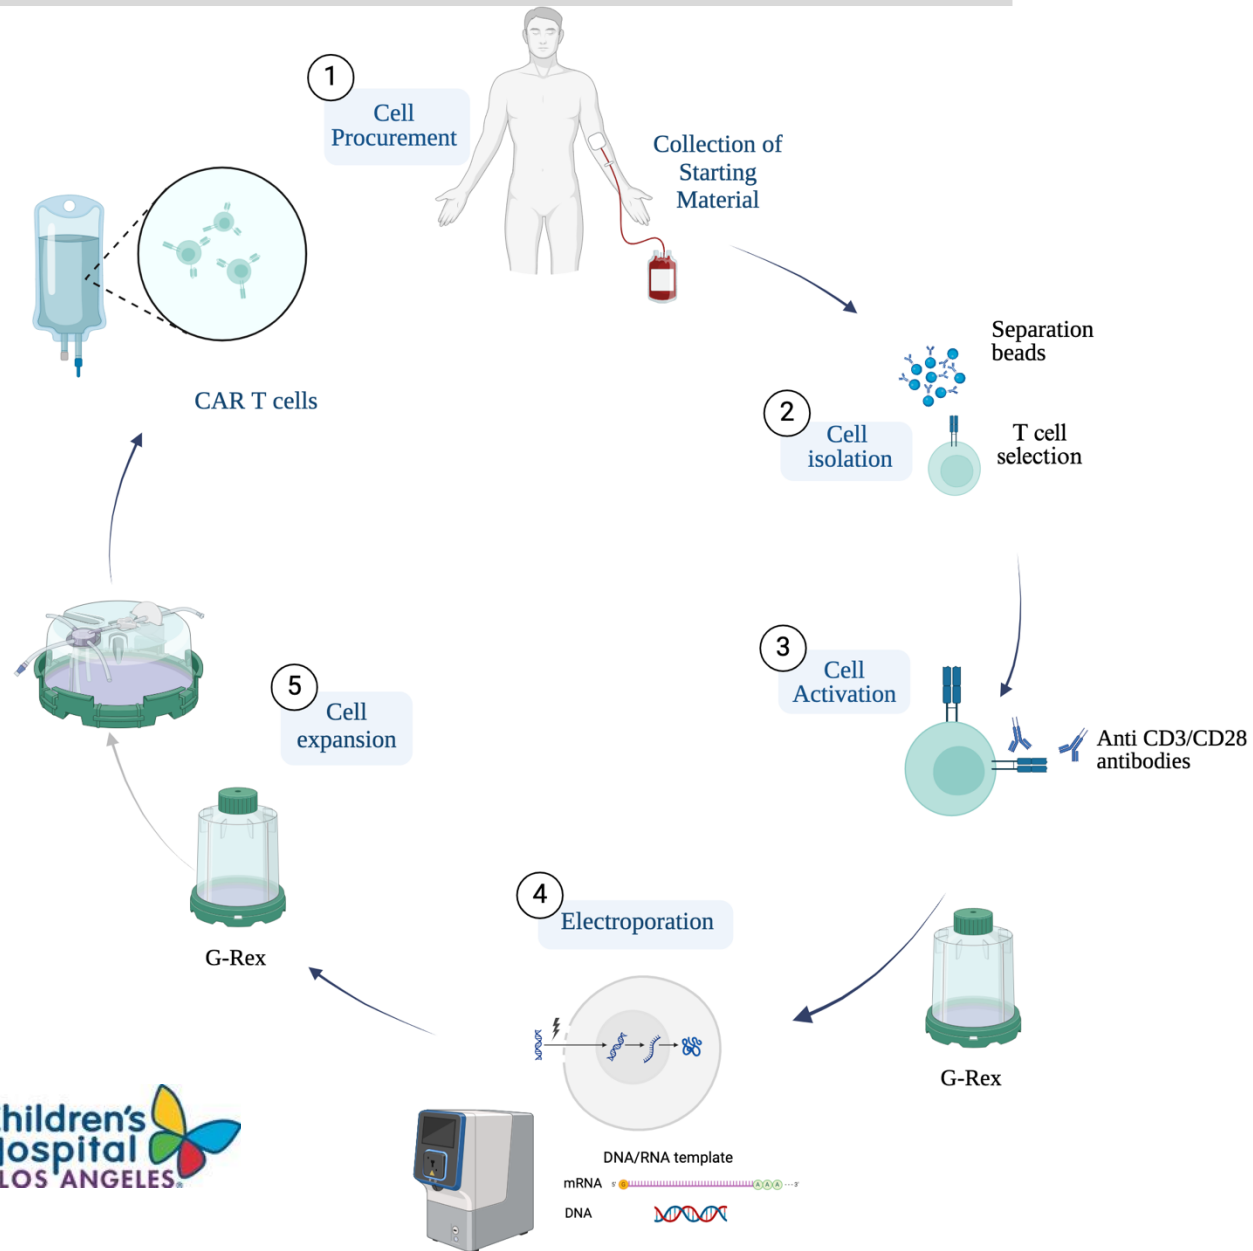 1
Cell
Procurement
Collection of
Starting
Material
Separation
beads
2
Cell
isolation
T cell
selection
3
Cell
Activation
Anti CD3/CD28
antibodies
G-Rex
4
Electroporation
DNA/RNA template
mRNA 5' G A A A 3'
DNA
5
Cell
expansion
G-Rex
CAR T cells
hildren's
ospital
LOS ANGELES